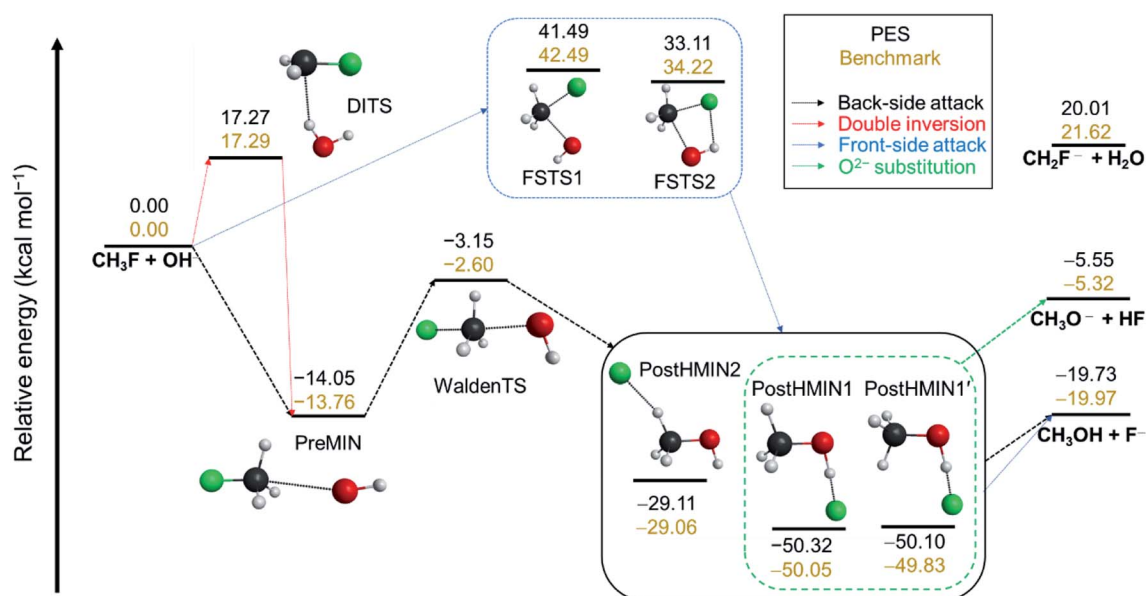 Relative energy (kcal mol−1)
0.00
0.00
CH3F + OH
17.27
17.29
DITS
−14.05
−13.76
PreMIN
−3.15
−2.60
WaldenTS
41.49
42.49
FSTS1
33.11
34.22
FSTS2
PES
Benchmark
Back-side attack
Double inversion
Front-side attack
O2− substitution
PostHMIN2
−29.11
−29.06
PostHMIN1
−50.32
−50.05
PostHMIN1′
−50.10
−49.83
20.01
21.62
CH2F− + H2O
−5.55
−5.32
CH3O− + HF
−19.73
−19.97
CH3OH + F−